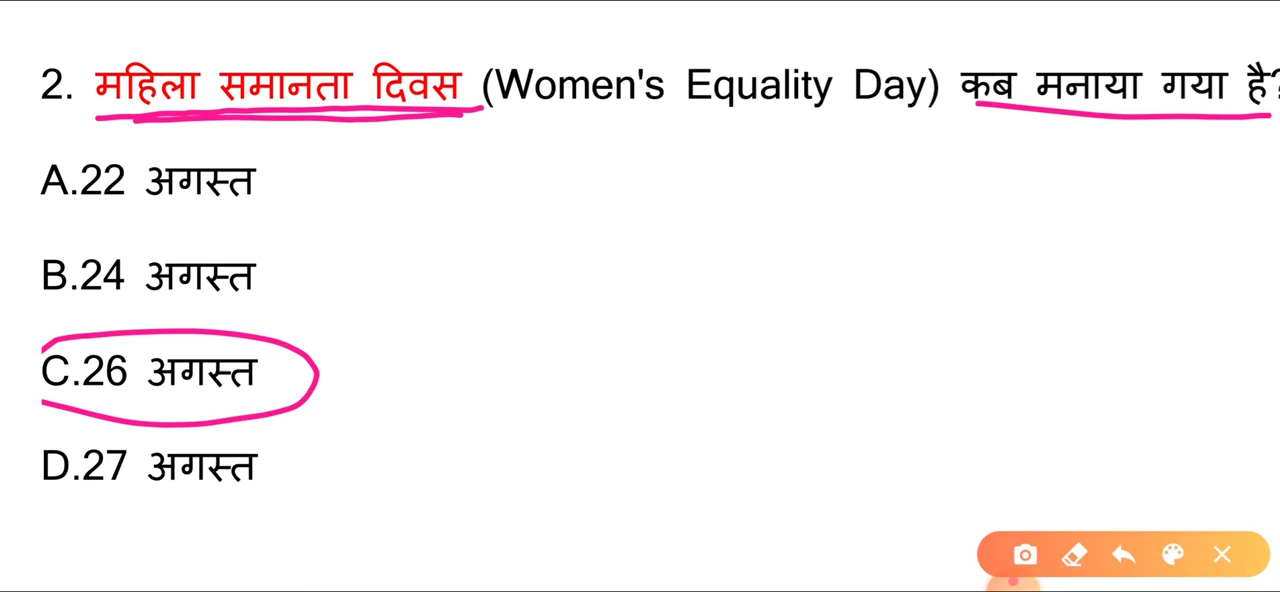 2. महिला समानता दिवस (Women's Equality Day) कब मनाया गया है?
A.22 अगस्त
B.24 अगस्त
C.26 अगस्त
D.27 अगस्त